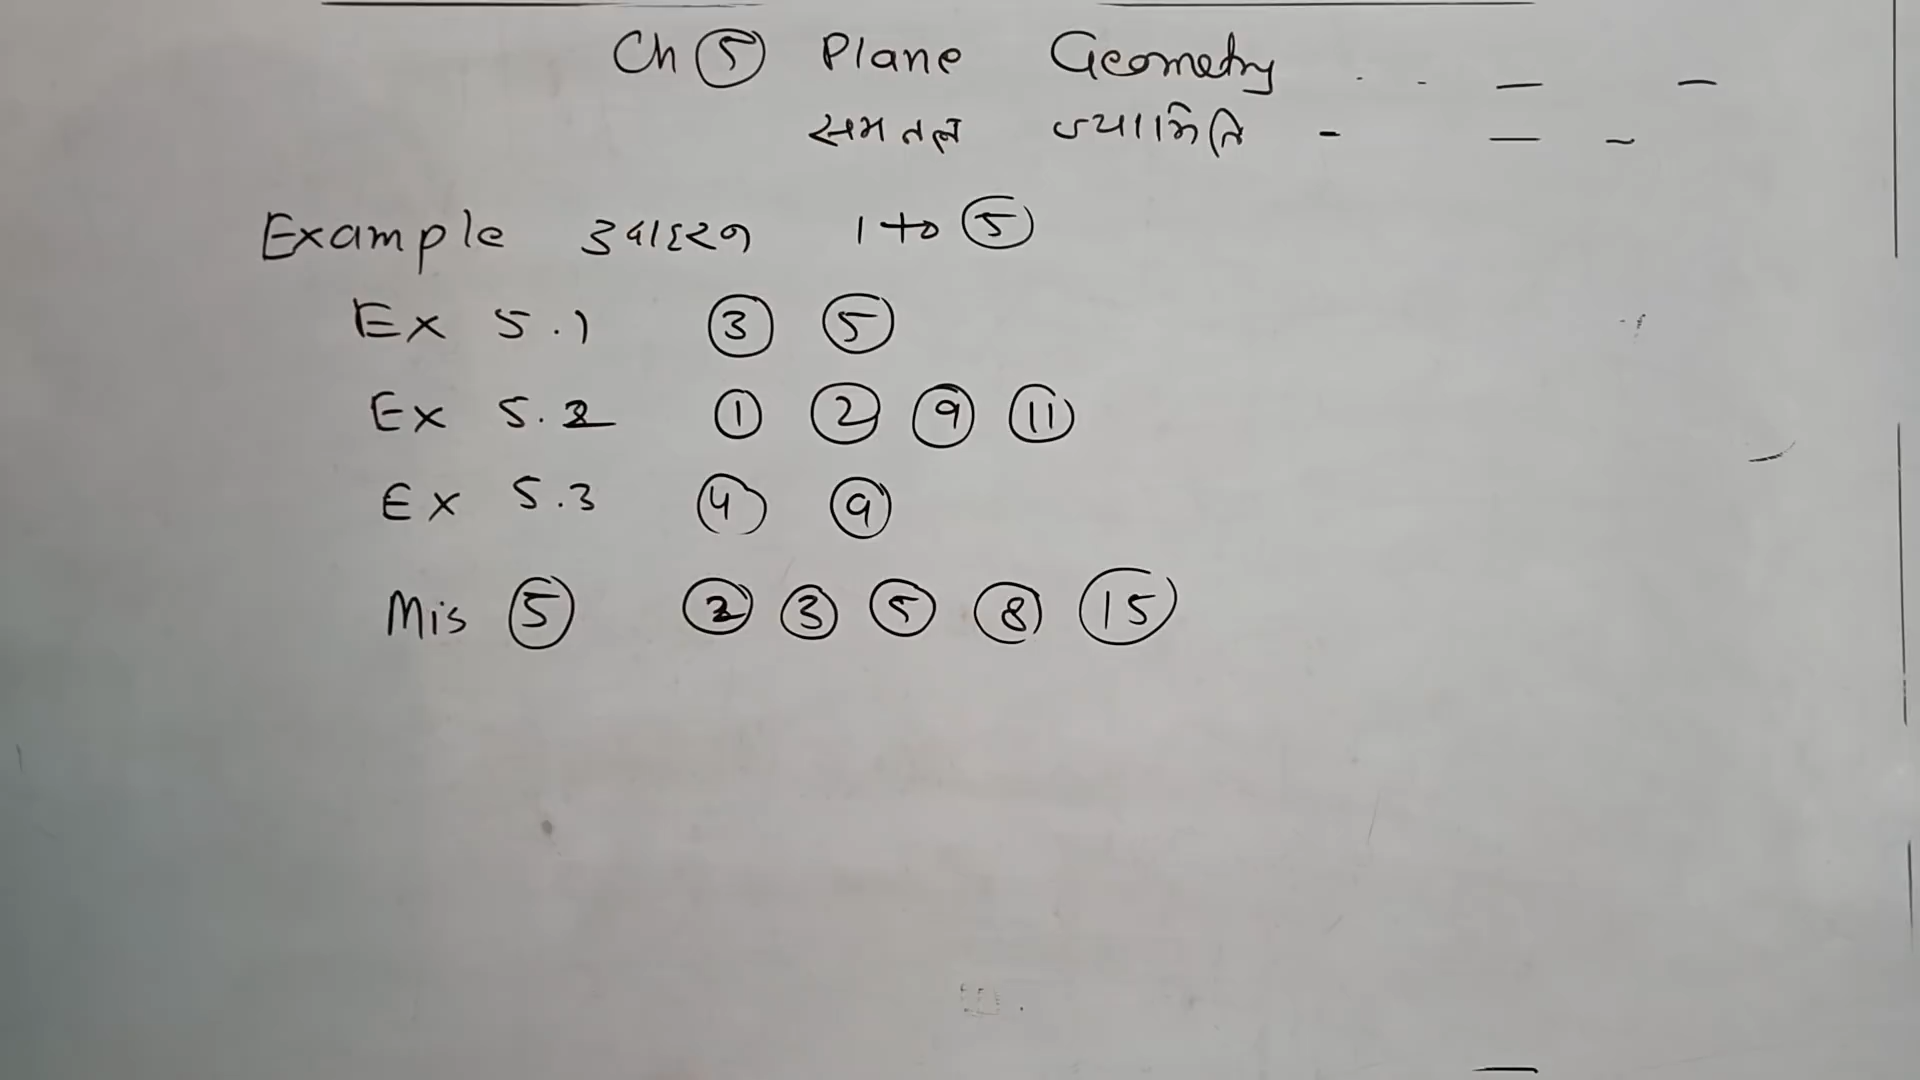 Ch 5 Plane Geometry - - — —
समतल ज्यामिति - — -
Example उदाहरन 1 to 5
Ex 5.1 3 5
Ex 5.2 1 2 9 11
Ex 5.3 4 9
Mis 5 2 3 5 8 15